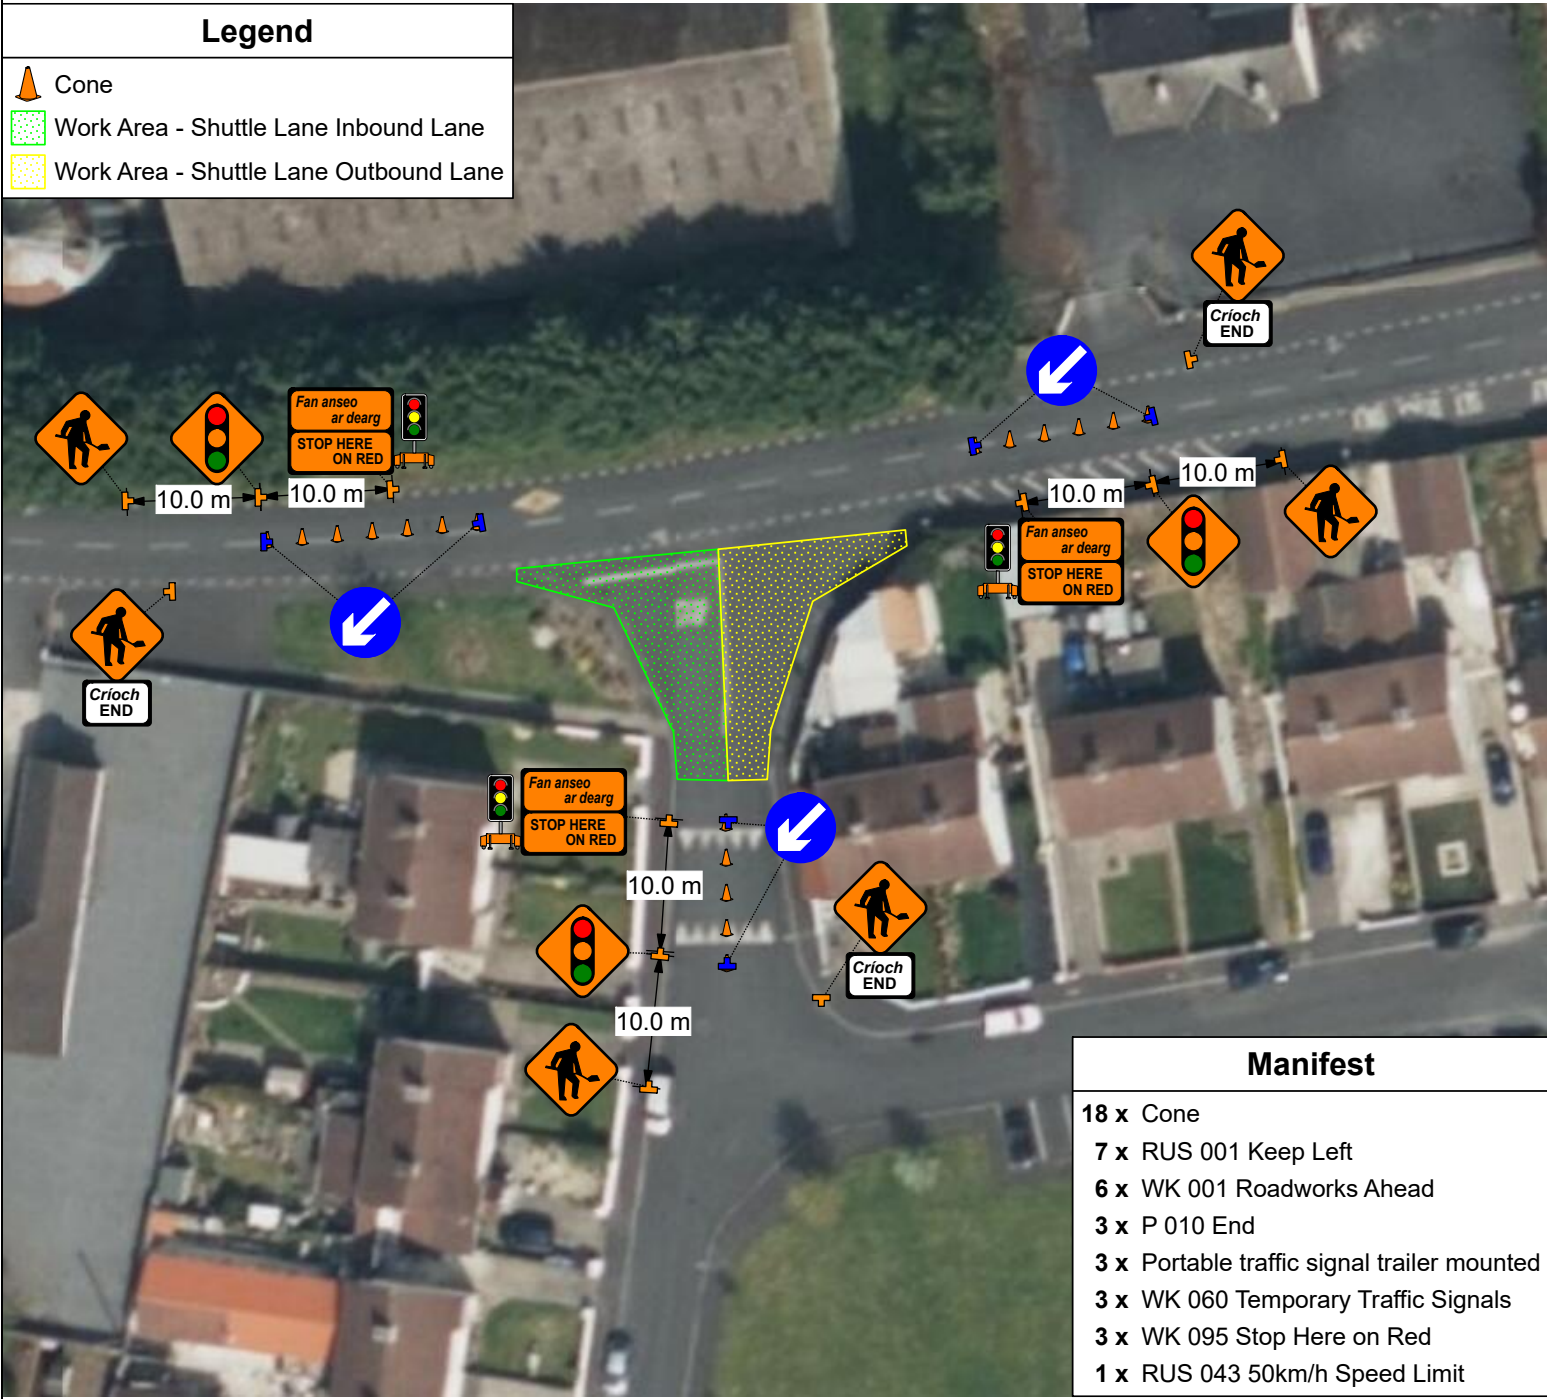 Legend
Cone
Work Area - Shuttle Lane Inbound Lane
Work Area - Shuttle Lane Outbound Lane
Críoch
END
Fan anseo
ar dearg
STOP HERE
ON RED
10.0 m
10.0 m
10.0 m
10.0 m
Fan anseo
ar dearg
STOP HERE
ON RED
Críoch
END
Fan anseo
ar dearg
STOP HERE
ON RED
10.0 m
Críoch
END
10.0 m
Manifest
18 x Cone
7 x RUS 001 Keep Left
6 x WK 001 Roadworks Ahead
3 x P 010 End
3 x Portable traffic signal trailer mounted
3 x WK 060 Temporary Traffic Signals
3 x WK 095 Stop Here on Red
1 x RUS 043 50km/h Speed Limit